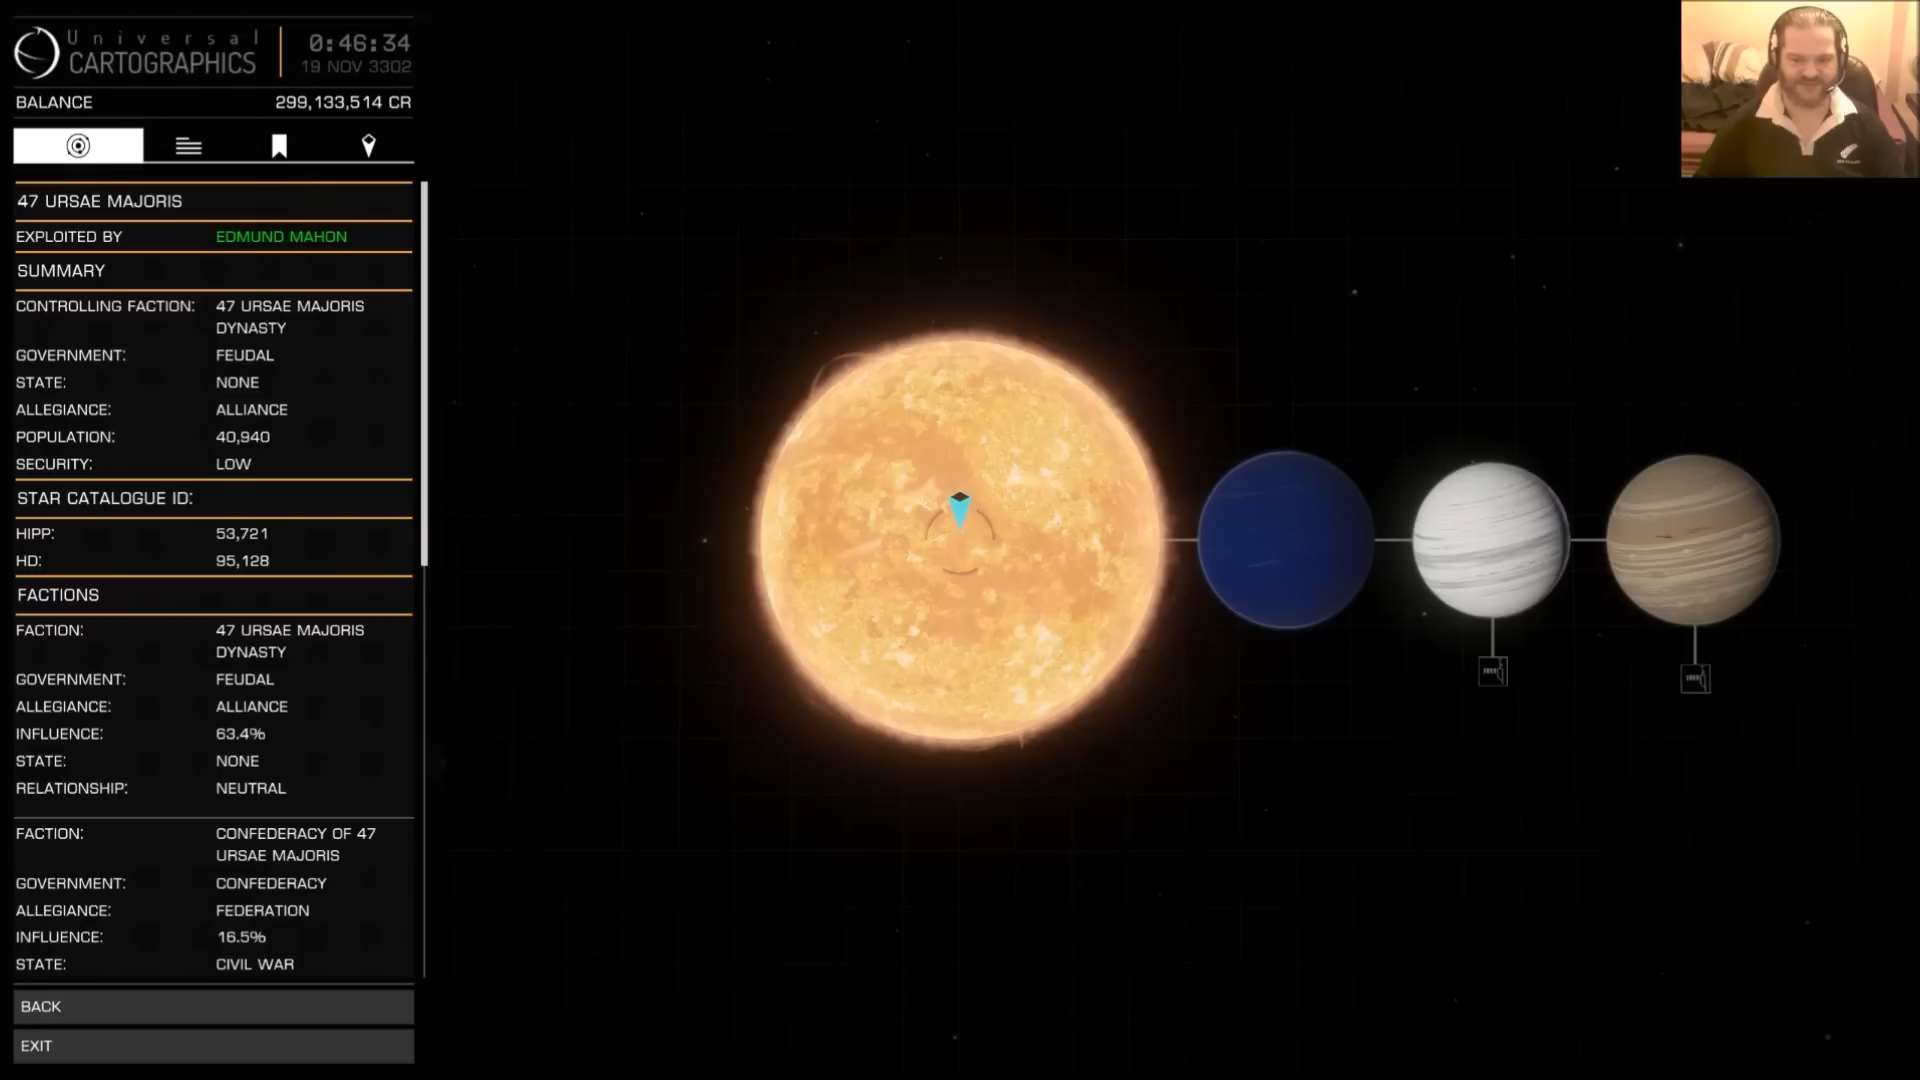 Universal
CARTOGRAPHICS
0:46:34
19 NOV 3302
BALANCE 299,133,514 CR
47 URSAE MAJORIS
EXPLOITED BY EDMUND MAHON
SUMMARY
CONTROLLING FACTION: 47 URSAE MAJORIS
DYNASTY
GOVERNMENT: FEUDAL
STATE: NONE
ALLEGIANCE: ALLIANCE
POPULATION: 40,940
SECURITY: LOW
STAR CATALOGUE ID:
HIPP: 53,721
HD: 95,128
FACTIONS
FACTION: 47 URSAE MAJORIS
DYNASTY
GOVERNMENT: FEUDAL
ALLEGIANCE: ALLIANCE
INFLUENCE: 63.4%
STATE: NONE
RELATIONSHIP: NEUTRAL
FACTION: CONFEDERACY OF 47
URSAE MAJORIS
GOVERNMENT: CONFEDERACY
ALLEGIANCE: FEDERATION
INFLUENCE: 16.5%
STATE: CIVIL WAR
BACK
EXIT